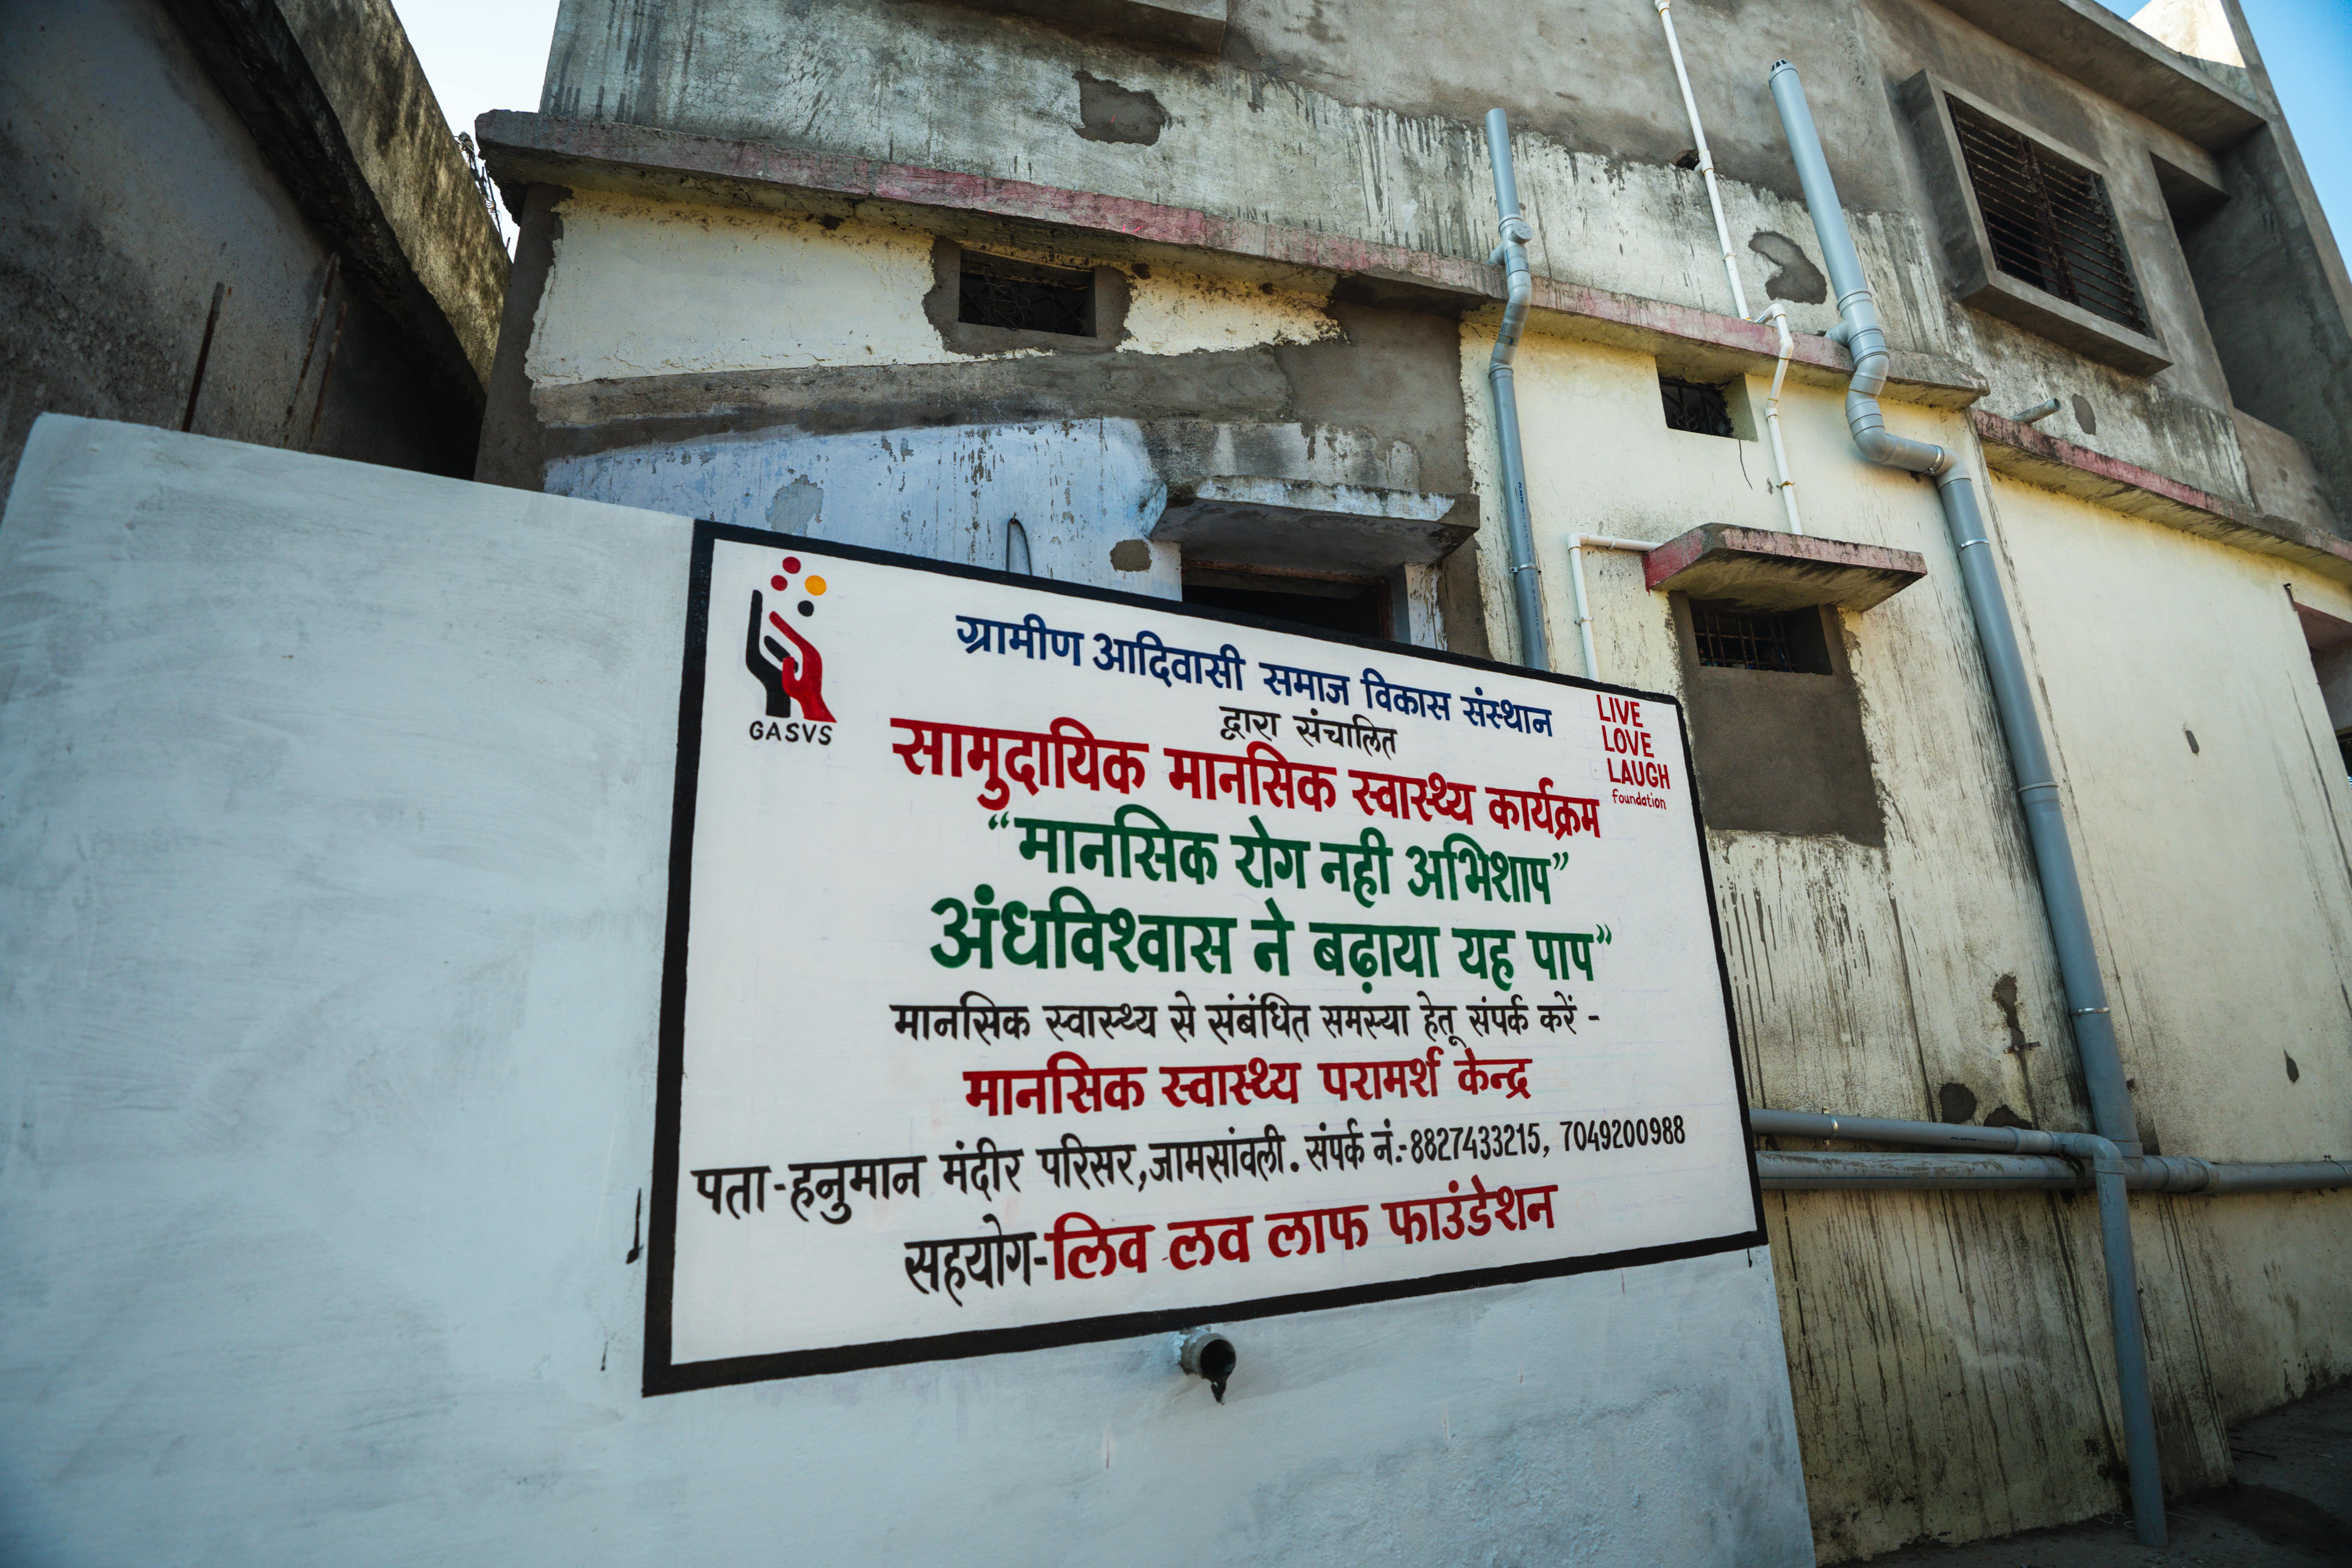 GASVS
ग्रामीण आदिवासी समाज विकास संस्थान
द्वारा संचालित
LIVE
LOVE
LAUGH
foundation
सामुदायिक मानसिक स्वास्थ्य कार्यक्रम
“मानसिक रोग नही अभिशाप”
अंधविश्वास ने बढ़ाया यह पाप”
मानसिक स्वास्थ्य से संबंधित समस्या हेतू संपर्क करें -
मानसिक स्वास्थ्य परामर्श केन्द्र
पता-हनुमान मंदीर परिसर,जामसांवली. संपर्क नं.-8827433215, 7049200988
सहयोग-लिव लव लाफ फाउंडेशन